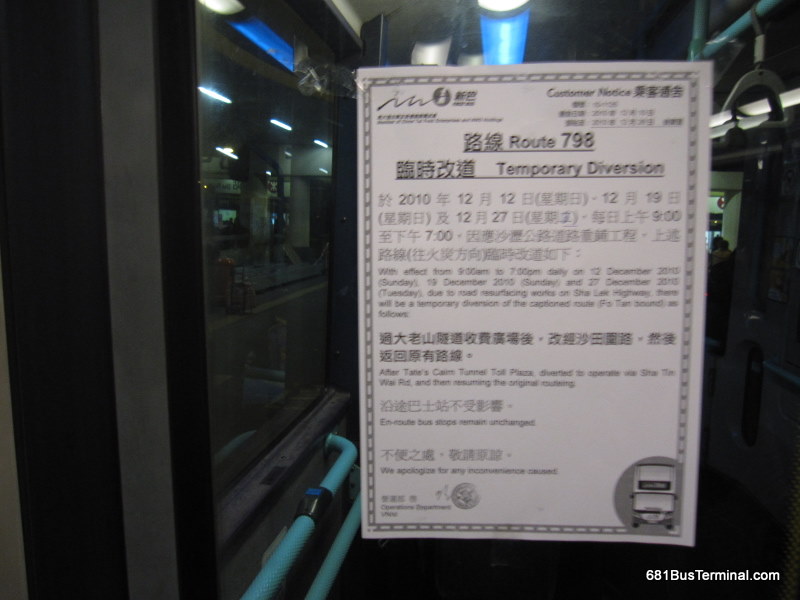 新巴
Customer Notice 乘客通告
路線 Route 798
臨時改道 Temporary Diversion
於 2010 年 12 月 12 日(星期日)、12 月 19 日
(星期日) 及 12 月 27 日(星期
每日上午 9:00
至下午 7:00，因應沙瀝公路道路重鋪工程，上述
路線(往火炭方向)臨時改道如下：
With effect from 9:00am to 7:00pm daily on 12 December 2010
(Sunday), 19 December 2010 (Sunday) and 27 December 2010
(Tuesday), due to road resurfacing works on Sha Lek Highway, there
will be a temporary diversion of the captioned route (Fo Tan bound) as
follows:
過大老山隧道收費廣場後，改經沙田圍路，然後
返回原有路線。
After Tate's Cairn Tunnel Toll Plaza, diverted to operate via Sha Tin
Wai Rd, and then resuming the original routeing.
沿途巴士站不受影響。
En-route bus stops remain unchanged.
不便之處，敬請原諒。
We apologize for any inconvenience caused.
Operations Department
681BusTerminal.com